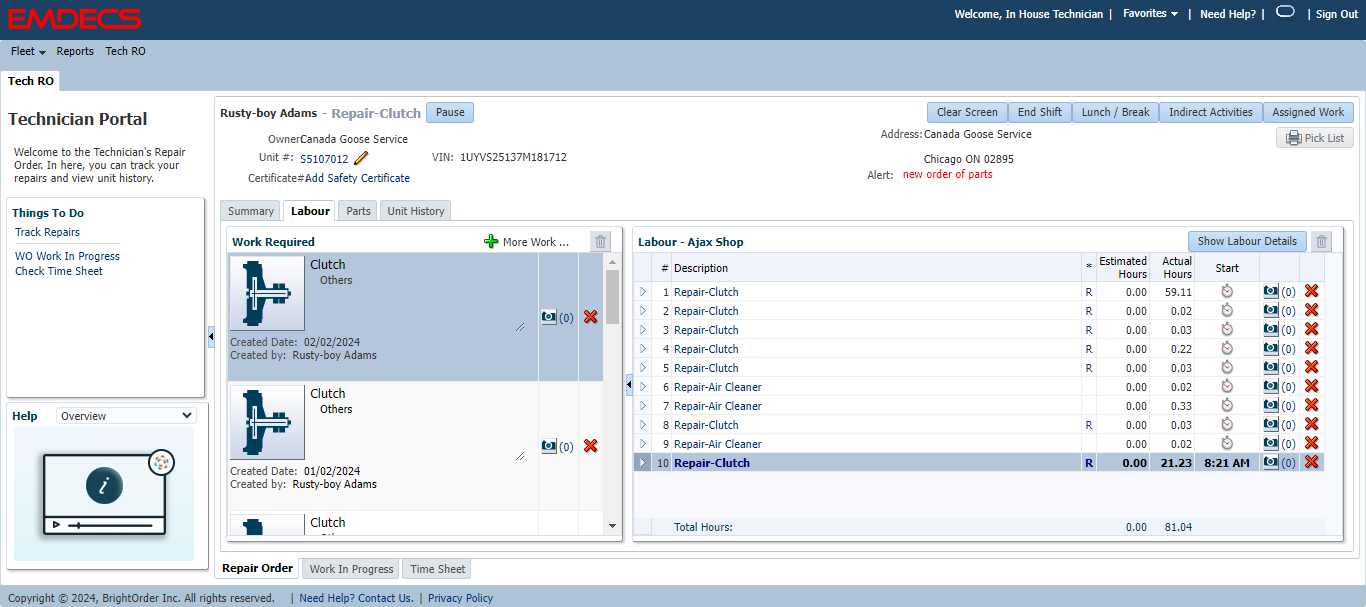 EMDECS
Welcome, In House Technician | Favorites | Need Help? | | Sign Out
Fleet Reports Tech RO
Tech RO
Technician Portal
Welcome to the Technician's Repair
Order. In here, you can track your
repairs and view unit history.
Things To Do
Track Repairs
WO Work In Progress
Check Time Sheet
Help Overview
i
Rusty-boy Adams - Repair-Clutch Pause
Clear Screen End Shift Lunch / Break Indirect Activities Assigned Work
Pick List
Owner Canada Goose Service
Unit #: S5107012 VIN: 1UYVS25137M181712
Certificate# Add Safety Certificate
Address: Canada Goose Service
Chicago ON 02895
Alert: new order of parts
Summary Labour Parts Unit History
Work Required More Work ...
Clutch
Others
(0)
Created Date: 02/02/2024
Created by: Rusty-boy Adams
Clutch
Others
(0)
Created Date: 01/02/2024
Created by: Rusty-boy Adams
Clutch
Labour - Ajax Shop Show Labour Details
# Description * Estimated Hours Actual Hours Start
1 Repair-Clutch R 0.00 59.11 (0)
2 Repair-Clutch R 0.00 0.02 (0)
3 Repair-Clutch R 0.00 0.03 (0)
4 Repair-Clutch R 0.00 0.22 (0)
5 Repair-Clutch R 0.00 0.03 (0)
6 Repair-Air Cleaner 0.00 0.02 (0)
7 Repair-Air Cleaner 0.00 0.33 (0)
8 Repair-Clutch R 0.00 0.03 (0)
9 Repair-Air Cleaner 0.00 0.02 (0)
10 Repair-Clutch R 0.00 21.23 8:21 AM (0)
Total Hours: 0.00 81.04
Repair Order Work In Progress Time Sheet
Copyright © 2024, BrightOrder Inc. All rights reserved. | Need Help? Contact Us. | Privacy Policy